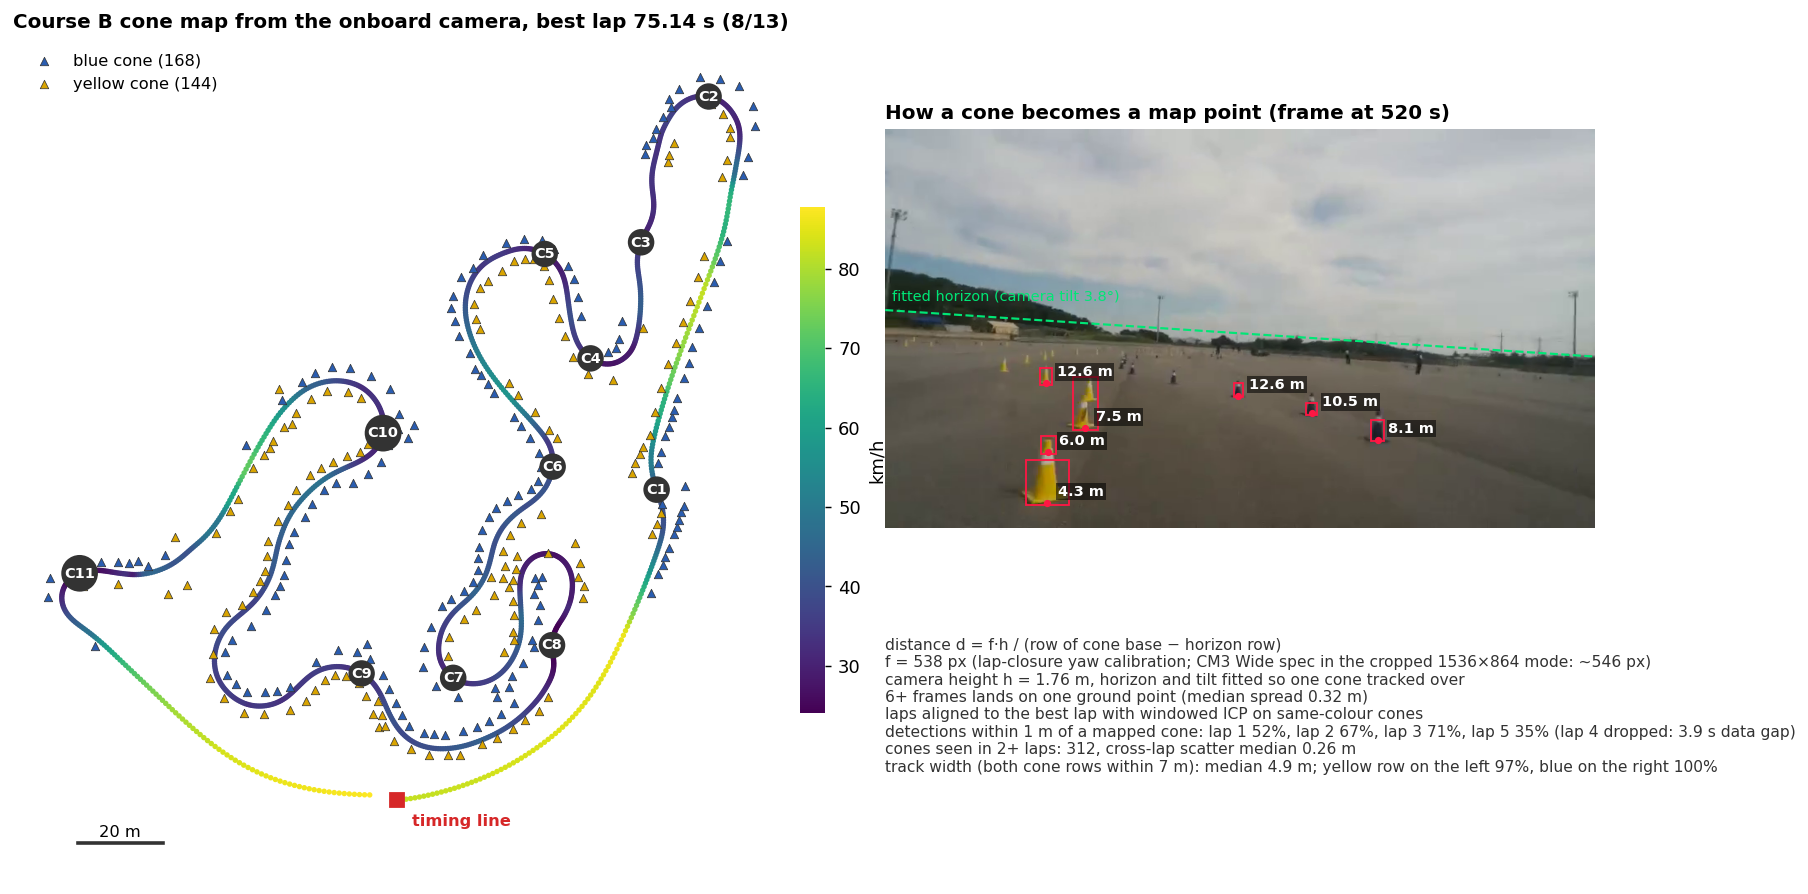 Course B cone map from the onboard camera, best lap 75.14 s (8/13)
blue cone (168)
yellow cone (144)
C2
C3
C5
C4
C10
C6
C1
C11
C8
C9
C7
timing line
20 m
80
70
60
50
40
30
km/h
How a cone becomes a map point (frame at 520 s)
fitted horizon (camera tilt 3.8°)
12.6 m
12.6 m
10.5 m
7.5 m
8.1 m
6.0 m
4.3 m
distance d = f·h / (row of cone base − horizon row)
f = 538 px (lap-closure yaw calibration; CM3 Wide spec in the cropped 1536×864 mode: ~546 px)
camera height h = 1.76 m, horizon and tilt fitted so one cone tracked over
6+ frames lands on one ground point (median spread 0.32 m)
laps aligned to the best lap with windowed ICP on same-colour cones
detections within 1 m of a mapped cone: lap 1 52%, lap 2 67%, lap 3 71%, lap 5 35% (lap 4 dropped: 3.9 s data gap)
cones seen in 2+ laps: 312, cross-lap scatter median 0.26 m
track width (both cone rows within 7 m): median 4.9 m; yellow row on the left 97%, blue on the right 100%